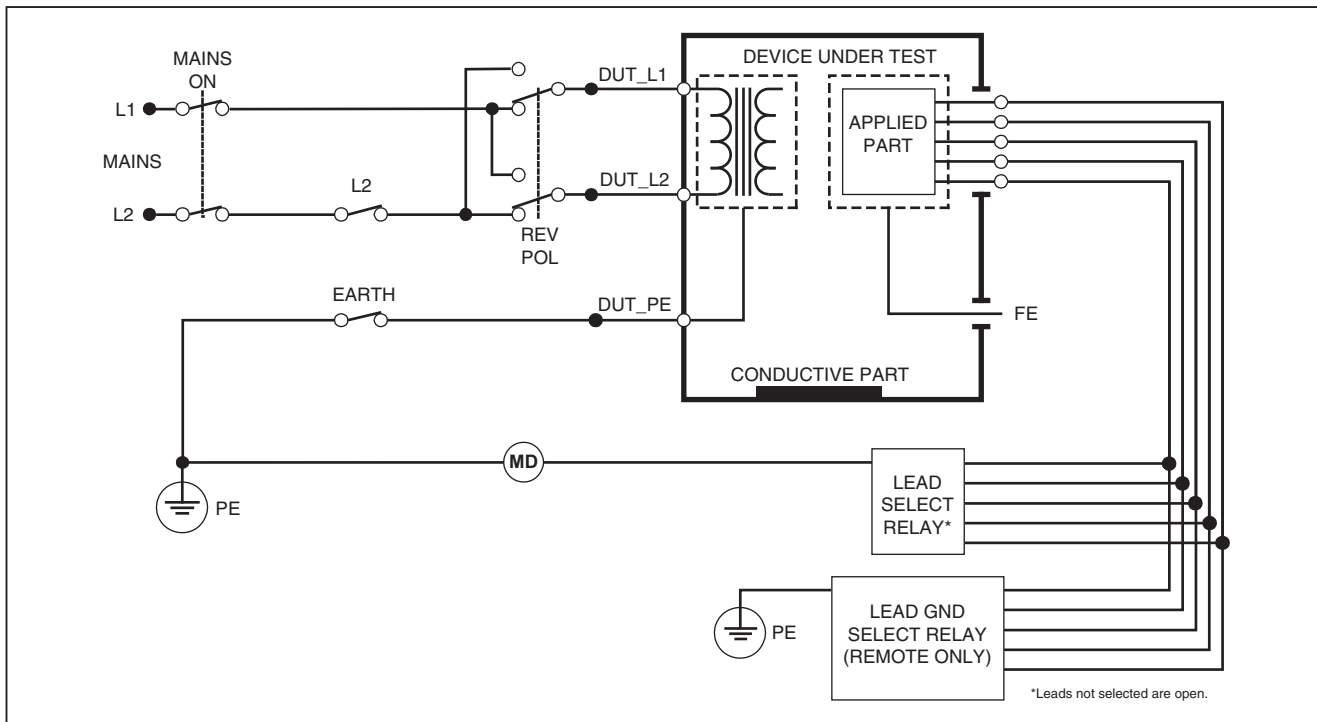 MAINS
ON
L1
MAINS
L2
L2
REV
POL
DUT_L1
DUT_L2
DEVICE UNDER TEST
APPLIED
PART
EARTH
DUT_PE
FE
CONDUCTIVE PART
MD
PE
LEAD
SELECT
RELAY*
PE
LEAD GND
SELECT RELAY
(REMOTE ONLY)
*Leads not selected are open.